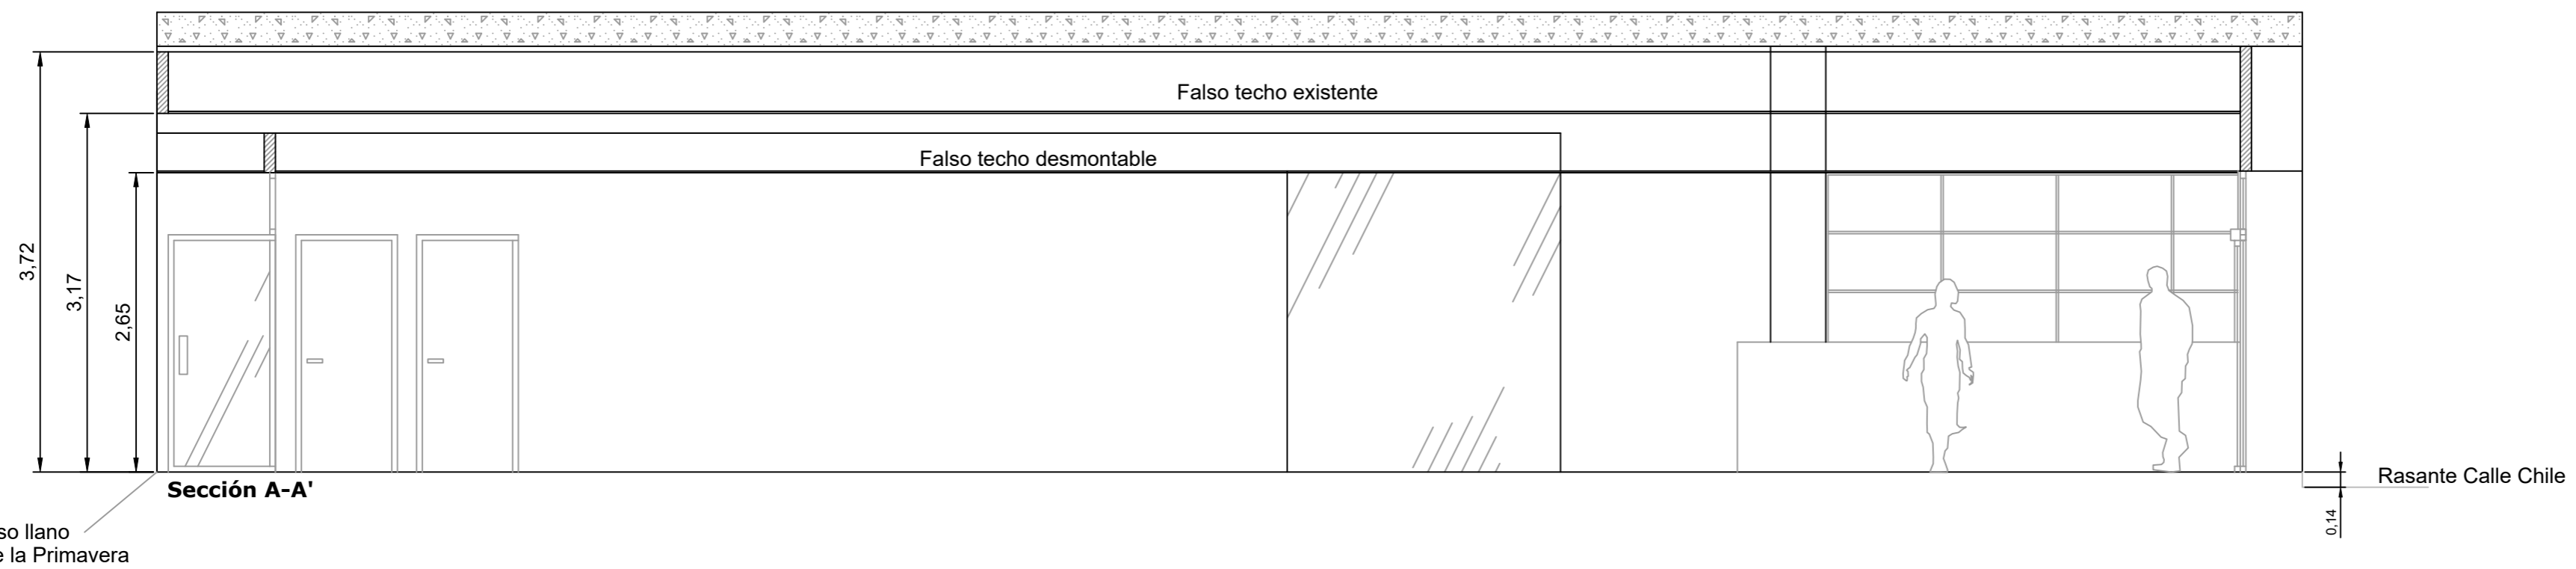 Falso techo existente
Falso techo desmontable
3,72
3,17
2,65
Sección A-A'
Rasante Calle Chile
0,14
so llano
e la Primavera